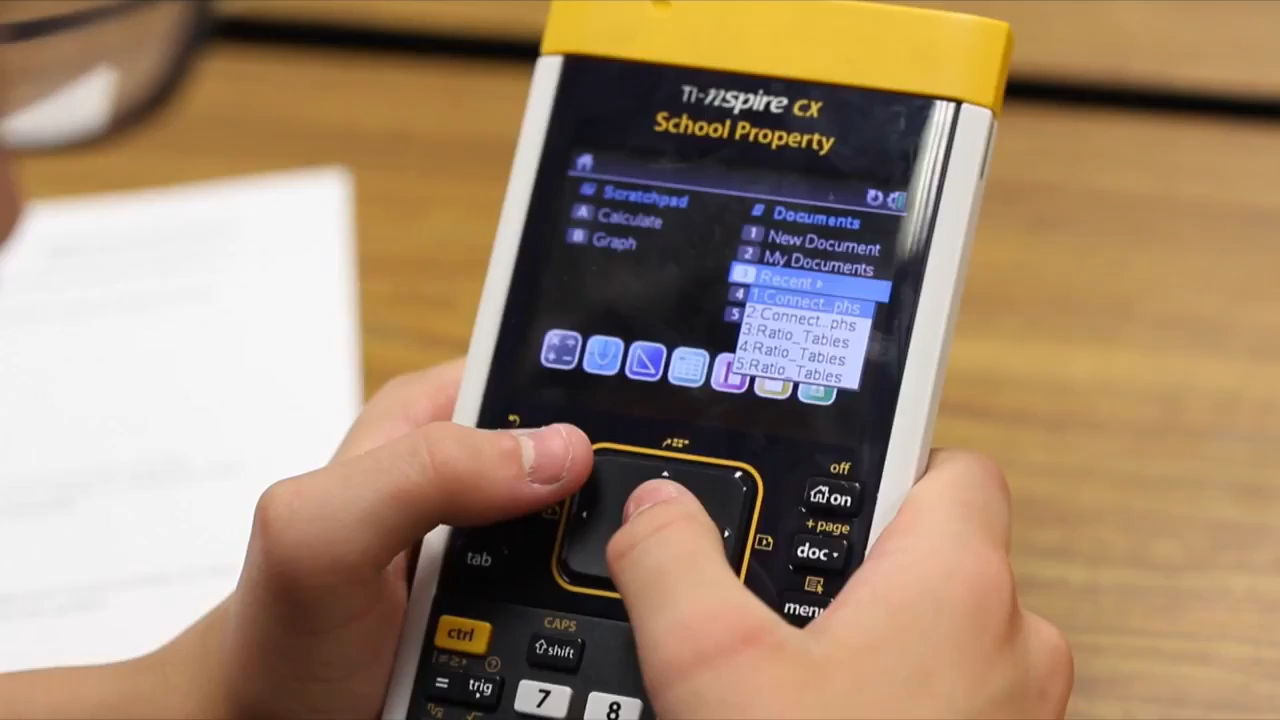 TI-nspire CX
School Property
Scratchpad
A Calculate
B Graph
Documents
1 New Document
2 My Documents
3 Recent
4 1:Connect...phs
5 2:Connect...phs
3:Ratio_Tables
4:Ratio_Tables
5:Ratio_Tables
off
on
+page
doc
menu
tab
ctrl
CAPS
shift
= trig
7
8